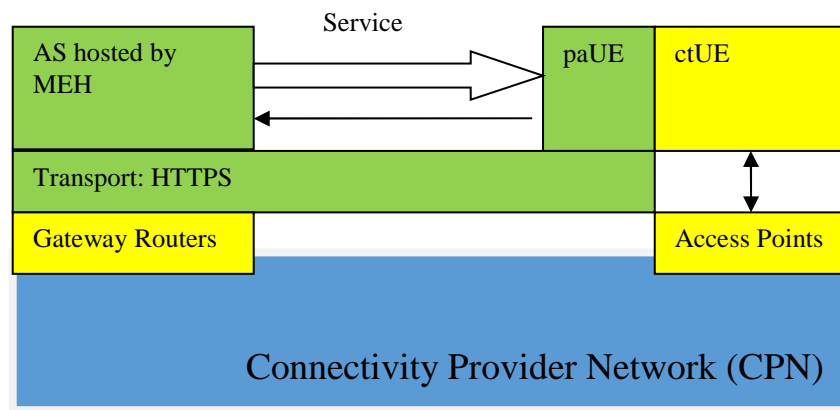 Service
AS hosted by
MEH
paUE
ctUE
Transport: HTTPS
Gateway Routers
Access Points
Connectivity Provider Network (CPN)